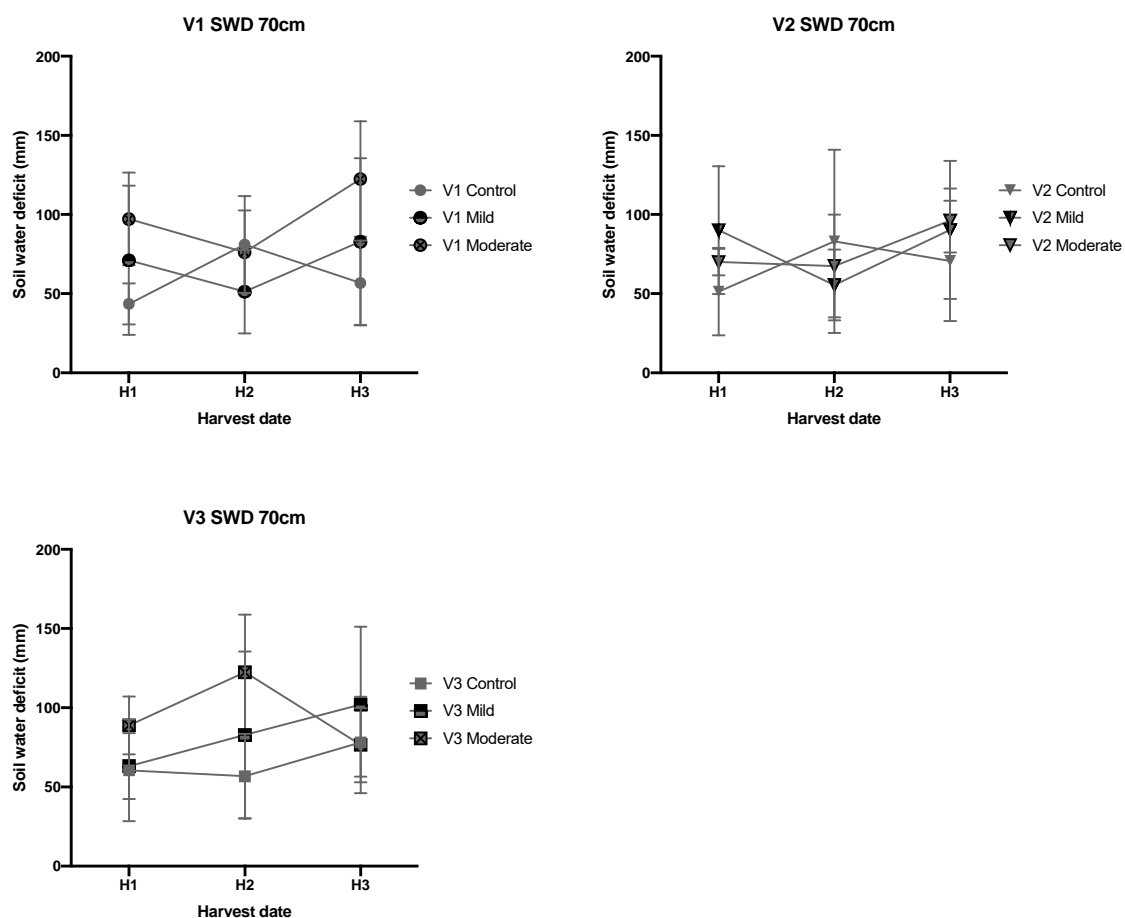 V1 SWD 70cm
200
150
100
50
0
Soil water deficit (mm)
H1 H2 H3
Harvest date
V1 Control
V1 Mild
V1 Moderate
V2 SWD 70cm
200
150
100
50
0
Soil water deficit (mm)
H1 H2 H3
Harvest date
V2 Control
V2 Mild
V2 Moderate
V3 SWD 70cm
200
150
100
50
0
Soil water deficit (mm)
H1 H2 H3
Harvest date
V3 Control
V3 Mild
V3 Moderate